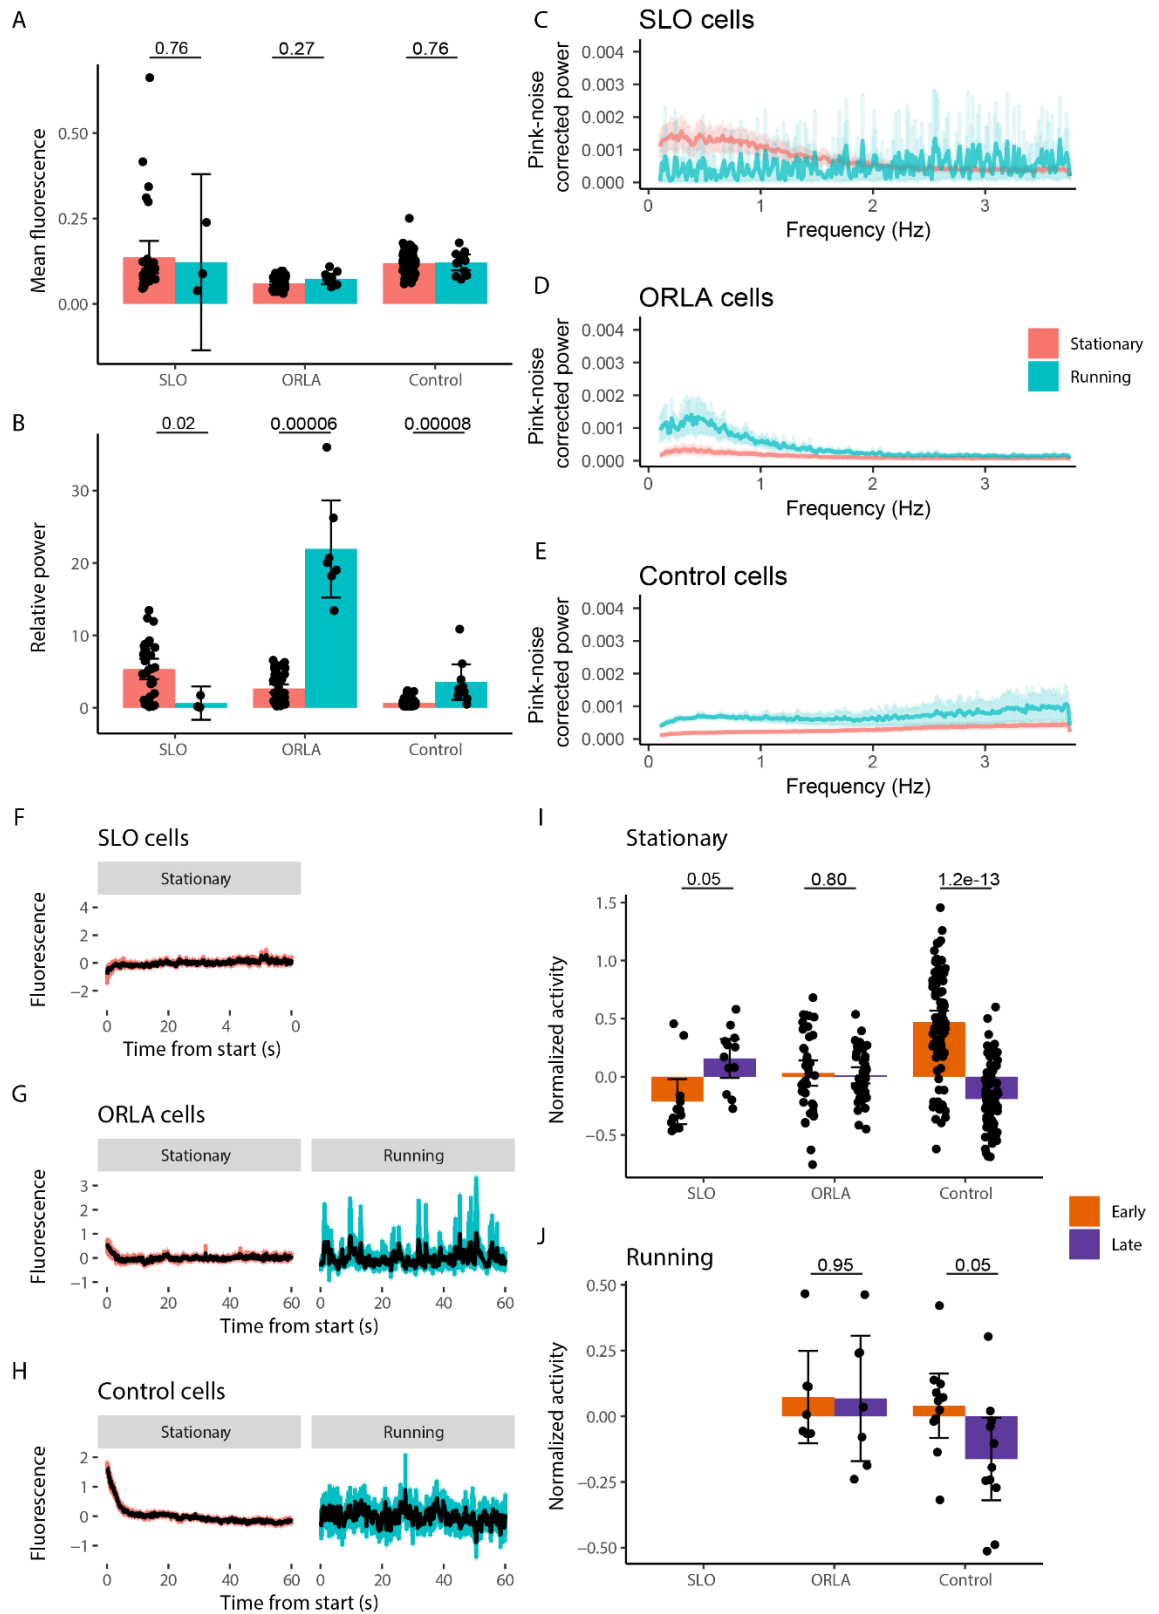 A
0.76
0.27
0.76
Mean fluorescence
0.50
0.25
0.00
SLO
ORLA
Control
B
0.02
0.00006
0.00008
Relative power
30
20
10
0
SLO
ORLA
Control
C
SLO cells
Pink-noise
corrected power
0.004
0.003
0.002
0.001
0.000
0
1
2
3
Frequency (Hz)
D
ORLA cells
Pink-noise
corrected power
0.004
0.003
0.002
0.001
0.000
0
1
2
3
Frequency (Hz)
Stationary
Running
E
Control cells
Pink-noise
corrected power
0.004
0.003
0.002
0.001
0.000
0
1
2
3
Frequency (Hz)
F
SLO cells
Stationary
Fluorescence
4
2
0
−2
0
20
4
0
Time from start (s)
G
ORLA cells
Stationary
Running
Fluorescence
3
2
1
0
−1
0
20
40
60
0
20
40
60
Time from start (s)
H
Control cells
Stationary
Running
Fluorescence
2
1
0
−1
0
20
40
60
0
20
40
60
Time from start (s)
I
Stationary
0.05
0.80
1.2e-13
Normalized activity
1.5
1.0
0.5
0.0
−0.5
SLO
ORLA
Control
Early
Late
J
Running
0.95
0.05
Normalized activity
0.50
0.25
0.00
−0.25
−0.50
SLO
ORLA
Control